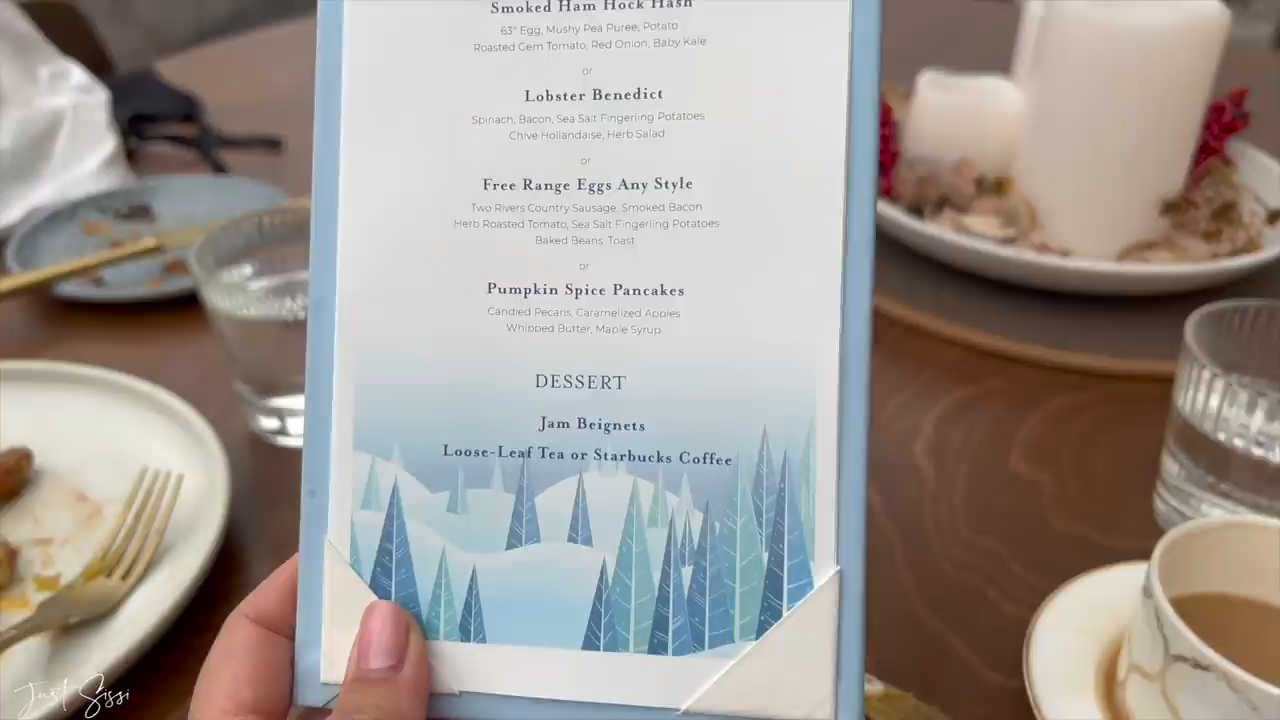 Smoked Ham Hock Hash
63° Egg, Mushy Pea Puree, Potato
Roasted Gem Tomato, Red Onion, Baby Kale
or
Lobster Benedict
Spinach, Bacon, Sea Salt Fingerling Potatoes
Chive Hollandaise, Herb Salad
or
Free Range Eggs Any Style
Two Rivers Country Sausage, Smoked Bacon
Herb Roasted Tomato, Sea Salt Fingerling Potatoes
Baked Beans, Toast
or
Pumpkin Spice Pancakes
Candied Pecans, Caramelized Apples
Whipped Butter, Maple Syrup
DESSERT
Jam Beignets
Loose-Leaf Tea or Starbucks Coffee
Just Sissi